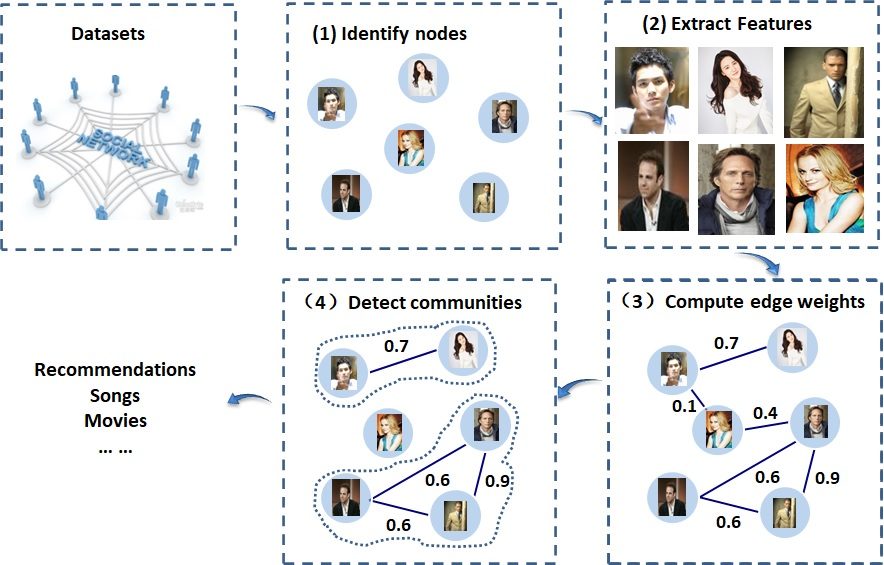 Datasets
SOCIAL
NETWORK
(1) Identify nodes
(2) Extract Features
（3）Compute edge weights
0.7
0.1
0.4
0.6
0.9
0.6
（4）Detect communities
0.7
0.6
0.9
0.6
Recommendations
Songs
Movies
... ...